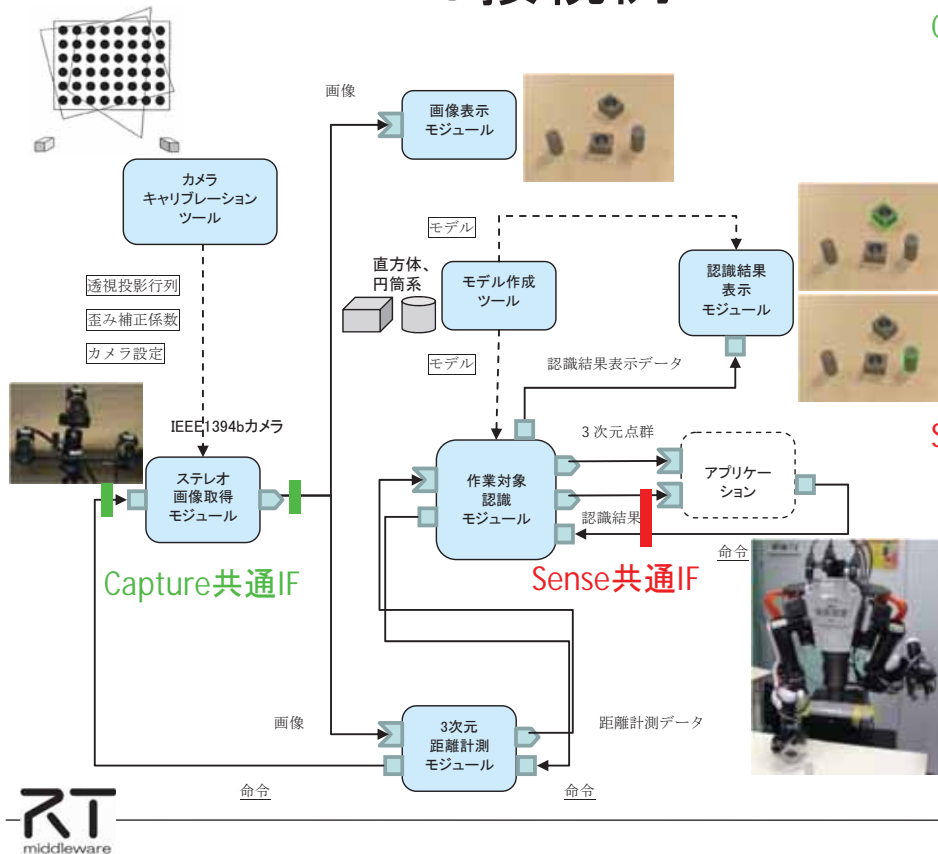 画像
画像表示
モジュール
カメラ
キャリブレーション
ツール
モデル
直方体、
円筒系
モデル作成
ツール
認識結果
表示
モジュール
透視投影行列
歪み補正係数
カメラ設定
モデル
認識結果表示データ
IEEE1394bカメラ
3次元点群
ステレオ
画像取得
モジュール
作業対象
認識
モジュール
アプリケー
ション
認識結果
命令
Capture共通IF
Sense共通IF
画像
3次元
距離計測
モジュール
距離計測データ
命令
命令
RT
middleware